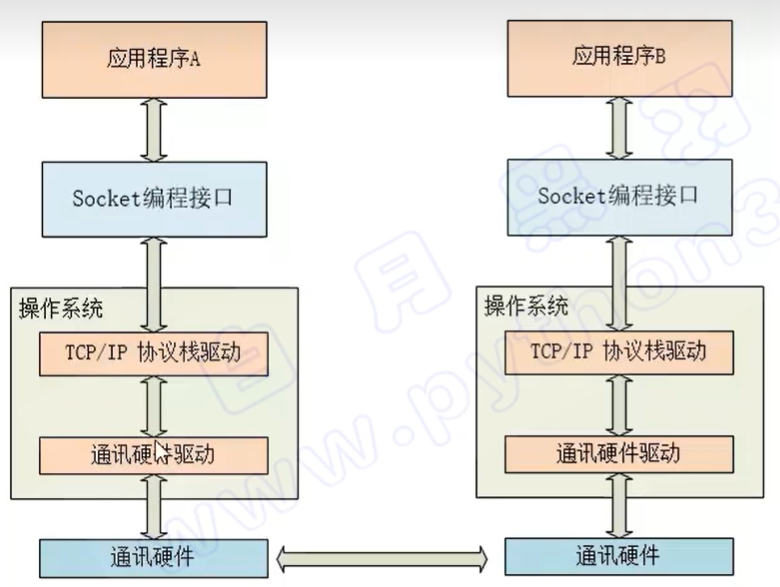 应用程序A
应用程序B
Socket编程接口
Socket编程接口
操作系统
操作系统
TCP/IP 协议栈驱动
TCP/IP 协议栈驱动
通讯硬件驱动
通讯硬件驱动
通讯硬件
通讯硬件
白月黑羽
www.python3